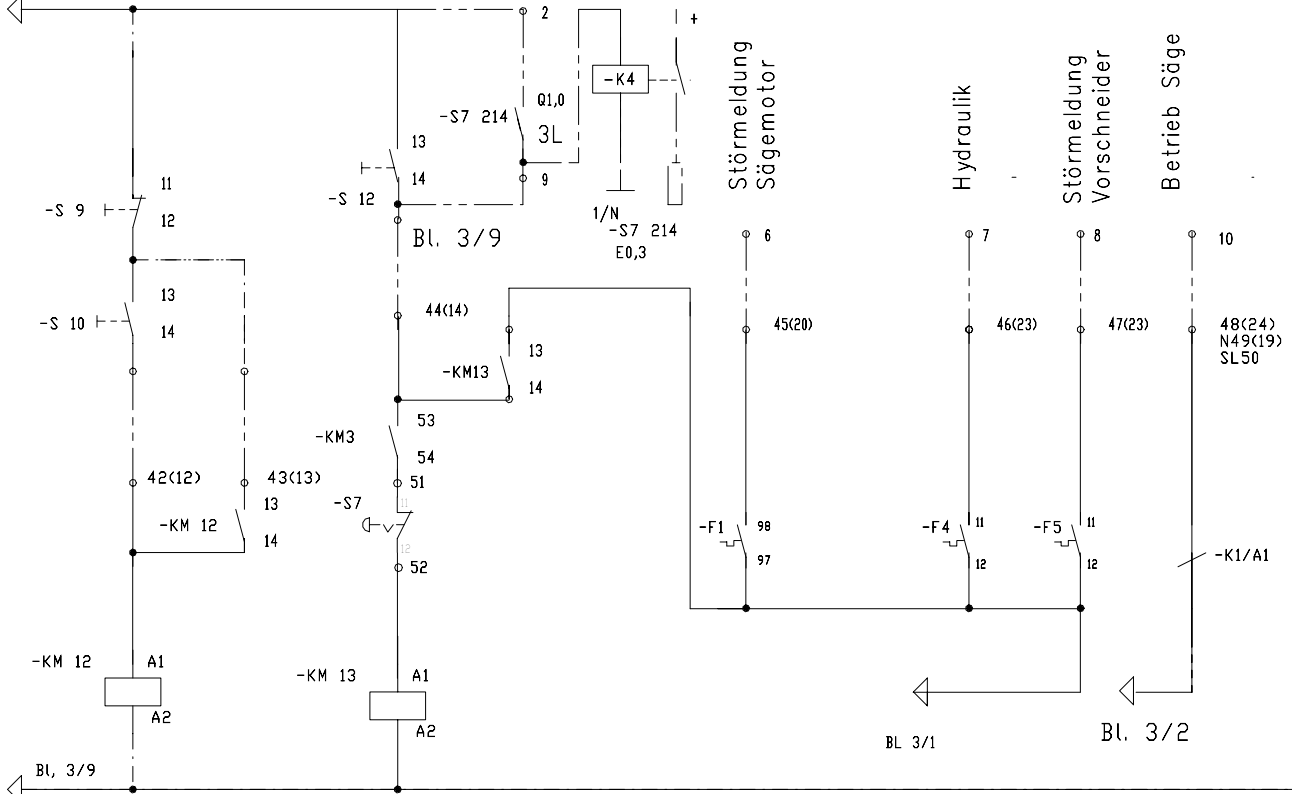 2
+
-K4
Q1,0
-S7 214
3L
13
14
-S 12
9
1/N
-S7 214
E0,3
Störmeldung
Sägemotor
Hydraulik
Störmeldung
Vorschneider
Betrieb Säge
11
-S 9
12
Bl. 3/9
6
7
8
10
13
-S 10
14
44(14)
45(20)
46(23)
47(23)
48(24)
N49(19)
SL50
13
-KM13
14
53
-KM3
54
42(12)
43(13)
51
13
-KM 12
14
-S7
11
12
52
-F1
98
97
-F4
11
12
-F5
11
12
-K1/A1
-KM 12
A1
A2
-KM 13
A1
A2
BL 3/1
Bl. 3/2
Bl, 3/9